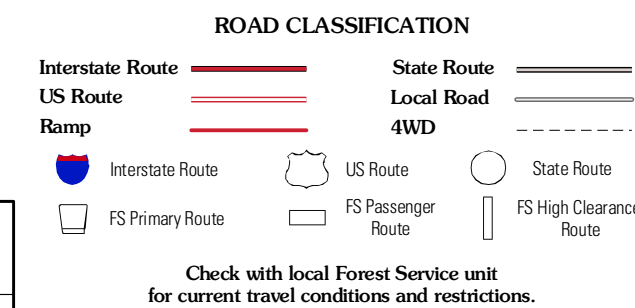 ROAD CLASSIFICATION
Interstate Route
State Route
US Route
Local Road
Ramp
4WD
Interstate Route
US Route
State Route
FS Primary Route
FS Passenger
Route
FS High Clearance
Route
Check with local Forest Service unit
for current travel conditions and restrictions.